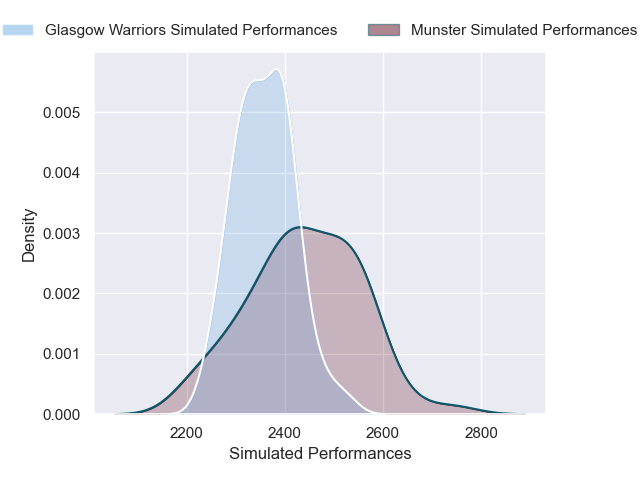 Glasgow Warriors Simulated Performances Munster Simulated Performances
Density
0.005
0.004
0.003
0.002
0.001
0.000
2200 2400 2600 2800
Simulated Performances